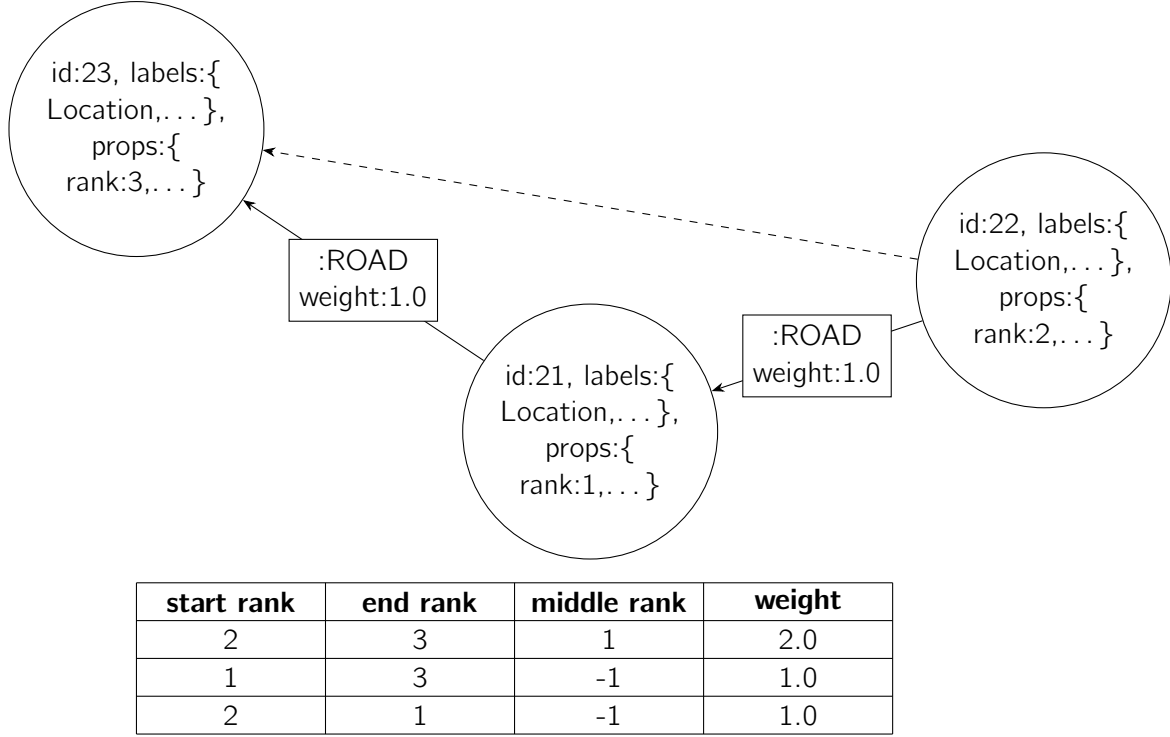 id:23, labels:{
Location,. . . },
props:{
rank:3,. . . }
:ROAD
weight:1.0
id:22, labels:{
Location,. . . },
props:{
rank:2,. . . }
:ROAD
weight:1.0
id:21, labels:{
Location,. . . },
props:{
rank:1,. . . }
start rank end rank middle rank weight
2 3 1 2.0
1 3 -1 1.0
2 1 -1 1.0